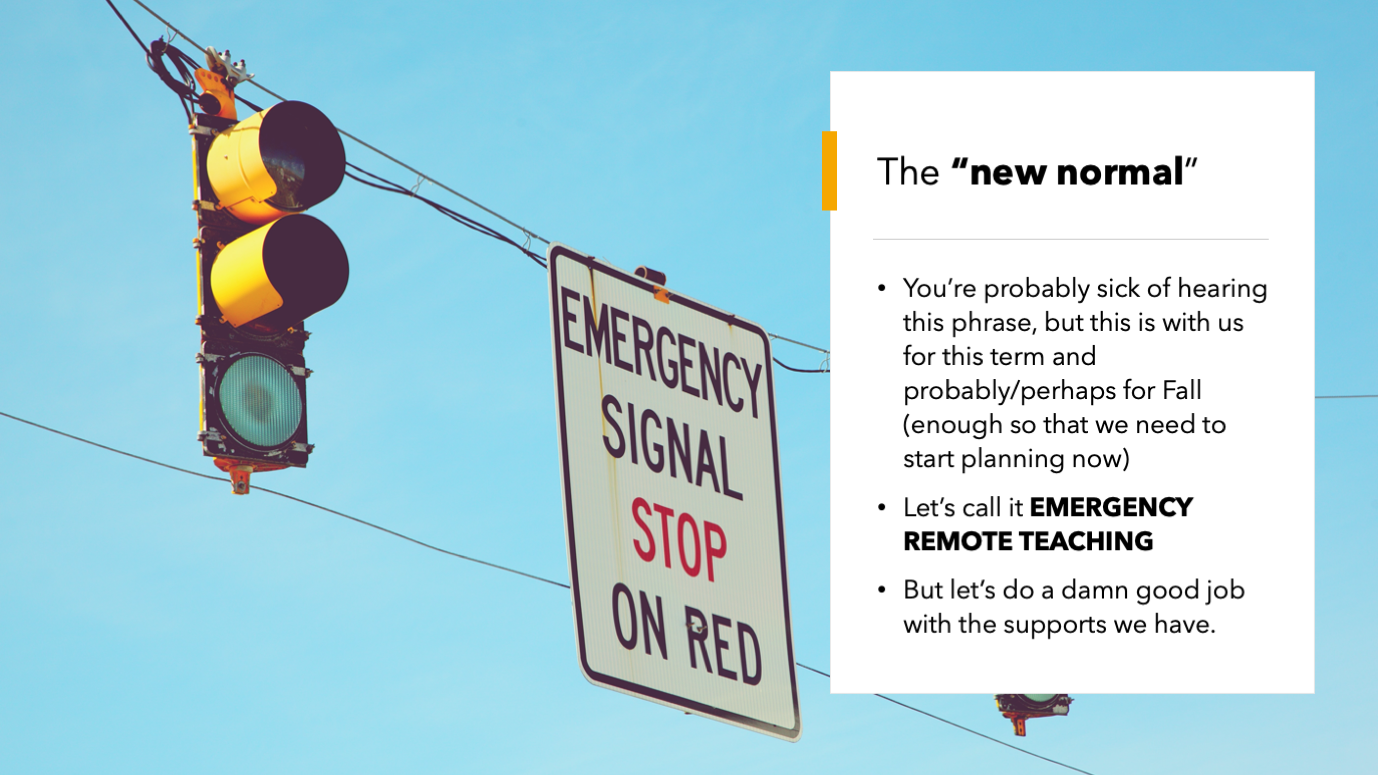 EMERGENCY
SIGNAL
STOP
ON RED
The “new normal”
• You’re probably sick of hearing
this phrase, but this is with us
for this term and
probably/perhaps for Fall
(enough so that we need to
start planning now)
• Let’s call it EMERGENCY
REMOTE TEACHING
• But let’s do a damn good job
with the supports we have.